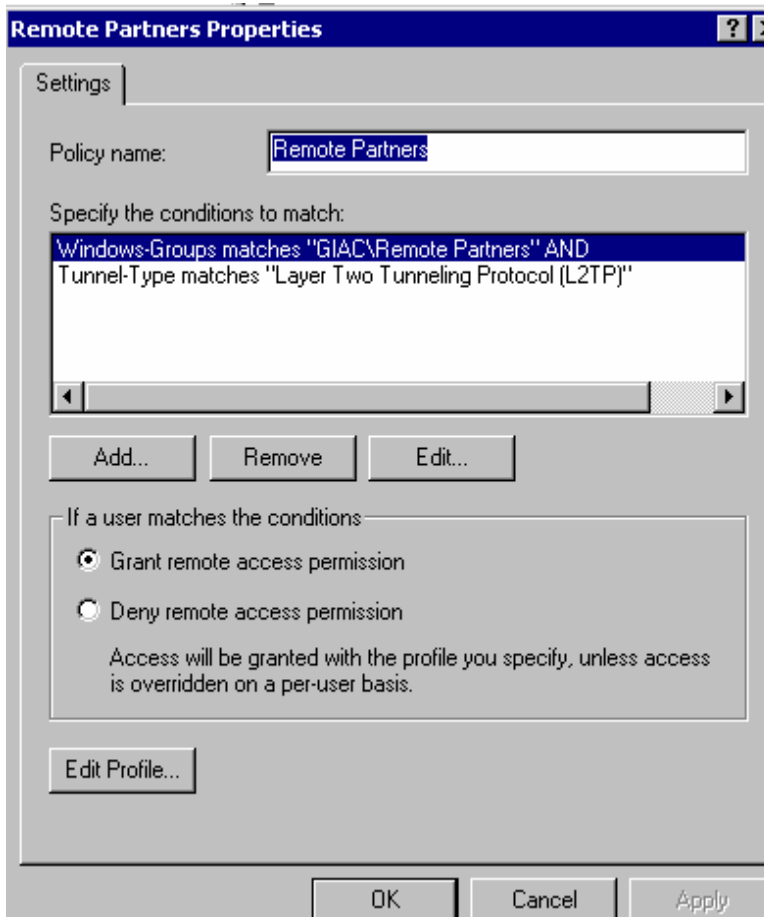 Remote Partners Properties
Settings
Policy name:
Remote Partners
Specify the conditions to match:
Windows-Groups matches "GIAC\Remote Partners" AND
Tunnel-Type matches "Layer Two Tunneling Protocol (L2TP)"
Add...
Remove
Edit...
If a user matches the conditions
Grant remote access permission
Deny remote access permission
Access will be granted with the profile you specify, unless access
is overridden on a per-user basis.
Edit Profile...
OK
Cancel
Apply